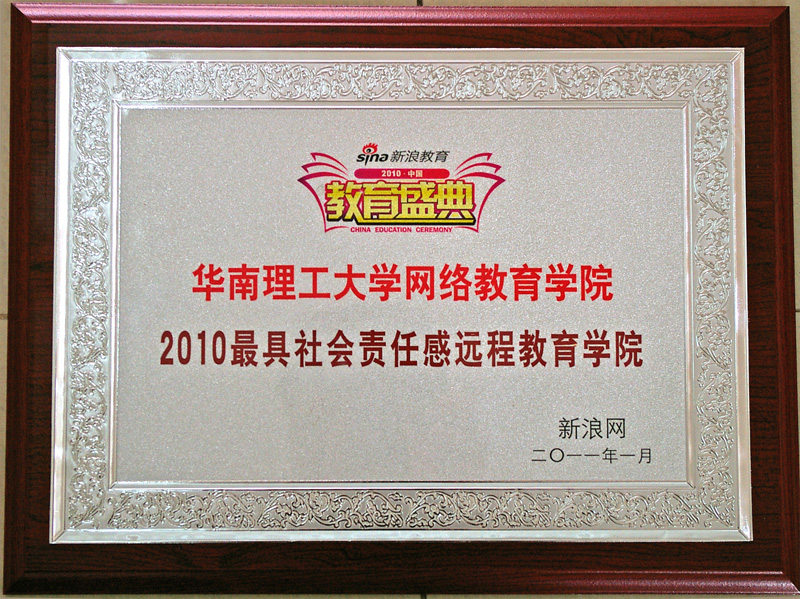 sina新浪教育
2010·中国
教育盛典
CHINA EDUCATION CEREMONY
华南理工大学网络教育学院
2010最具社会责任感远程教育学院
新浪网
二〇一一年一月